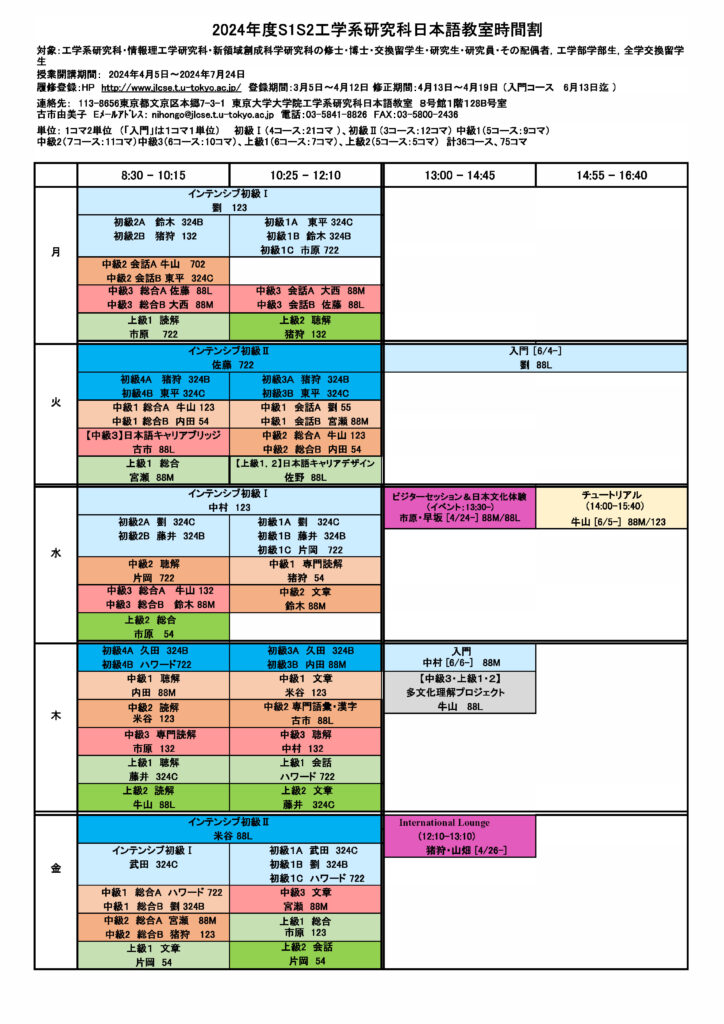 2024年度S1S2工学系研究科日本語教室時間割
対象：工学系研究科・情報理工学研究科・新領域創成科学研究科の修士・博士・交換留学生・研究生・研究員・その配偶者，工学部学部生，全学交換留学生
授業開講期間： 2024年4月5日～2024年7月24日
履修登録：HP http://www.jlcse.t.u-tokyo.ac.jp/ 登録期間：3月5日～4月12日 修正期間：4月13日～4月19日（入門コース 6月13日迄 ）
連絡先： 113-8656東京都文京区本郷7-3-1 東京大学大学院工学系研究科日本語教室 8号館1階128B号室
古市由美子 Eﾒｰﾙｱﾄﾞﾚｽ: nihongo@jlcse.t.u-tokyo.ac.jp 電話：03-5841-8826 FAX：03-5800-2436
単位： 1コマ2単位 （「入門」は1コマ1単位） 初級Ⅰ（4コース：21コマ ）、初級Ⅱ（3コース：12コマ） 中級1（5コース：9コマ）
中級2（7コース：11コマ）中級3（6コース：10コマ）、上級1（6コース：7コマ）、上級2（5コース：5コマ） 計36コース、75コマ
8:30 – 10:15 10:25 – 12:10 13:00 – 14:45 14:55 – 16:40
月
インテンシブ初級Ⅰ
劉 123
初級2A 鈴木 324B
初級2B 猪狩 132
初級1A 東平 324C
初級1B 鈴木 324B
初級1C 市原 722
中級2 会話A 牛山 702
中級2 会話B 東平 324C
中級3 総合A 佐藤 88L
中級3 総合B 大西 88M
中級3 会話A 大西 88M
中級3 会話B 佐藤 88L
上級1 読解
市原 722
上級2 聴解
猪狩 132
火
インテンシブ初級Ⅱ
佐藤 722
入門 [6/4-]
劉 88L
初級4A 猪狩 324B
初級4B 東平 324C
初級3A 猪狩 324B
初級3B 東平 324C
中級1 総合A 牛山 123
中級1 総合B 内田 54
中級1 会話A 劉 55
中級1 会話B 宮瀬 88M
【中級3】日本語キャリアブリッジ
古市 88L
中級2 総合A 牛山 123
中級2 総合B 内田 54
上級1 総合
宮瀬 88M
【上級1，2】日本語キャリアデザイン
佐野 88L
水
インテンシブ初級Ⅰ
中村 123
ビジターセッション＆日本文化体験
（イベント：13:30-）
市原・早坂 [4/24-] 88M/88L
チュートリアル
（14:00-15:40）
牛山 [6/5-] 88M/123
初級2A 劉 324C
初級2B 藤井 324B
初級1A 劉 324C
初級1B 藤井 324B
初級1C 片岡 722
中級2 聴解
片岡 722
中級1 専門読解
猪狩 54
中級3 総合A 牛山 132
中級3 総合B 鈴木 88M
中級2 文章
鈴木 88M
上級2 総合
市原 54
木
初級4A 久田 324B
初級4B ハワード722
初級3A 久田 324B
初級3B 内田 88M
入門
中村 [6/6-] 88M
中級1 聴解
内田 88M
中級1 文章
米谷 123
【中級3・上級1・2】
多文化理解プロジェクト
牛山 88L
中級2 読解
米谷 123
中級2 専門語彙・漢字
古市 88L
中級3 専門読解
市原 132
中級3 聴解
中村 132
上級1 聴解
藤井 324C
上級1 会話
ハワード 722
上級2 読解
牛山 88L
上級2 文章
藤井 324C
金
インテンシブ初級Ⅱ
米谷 88L
International Lounge
（12:10-13:10）
猪狩・山畑 [4/26-]
インテンシブ初級Ⅰ
武田 324C
初級1A 武田 324C
初級1B 劉 324B
初級1C ハワード 722
中級1 総合A ハワード 722
中級1 総合B 劉 324B
中級3 文章
宮瀬 88M
中級2 総合A 宮瀬 88M
中級2 総合B 猪狩 123
上級1 総合
市原 123
上級1 文章
片岡 54
上級2 会話
片岡 54